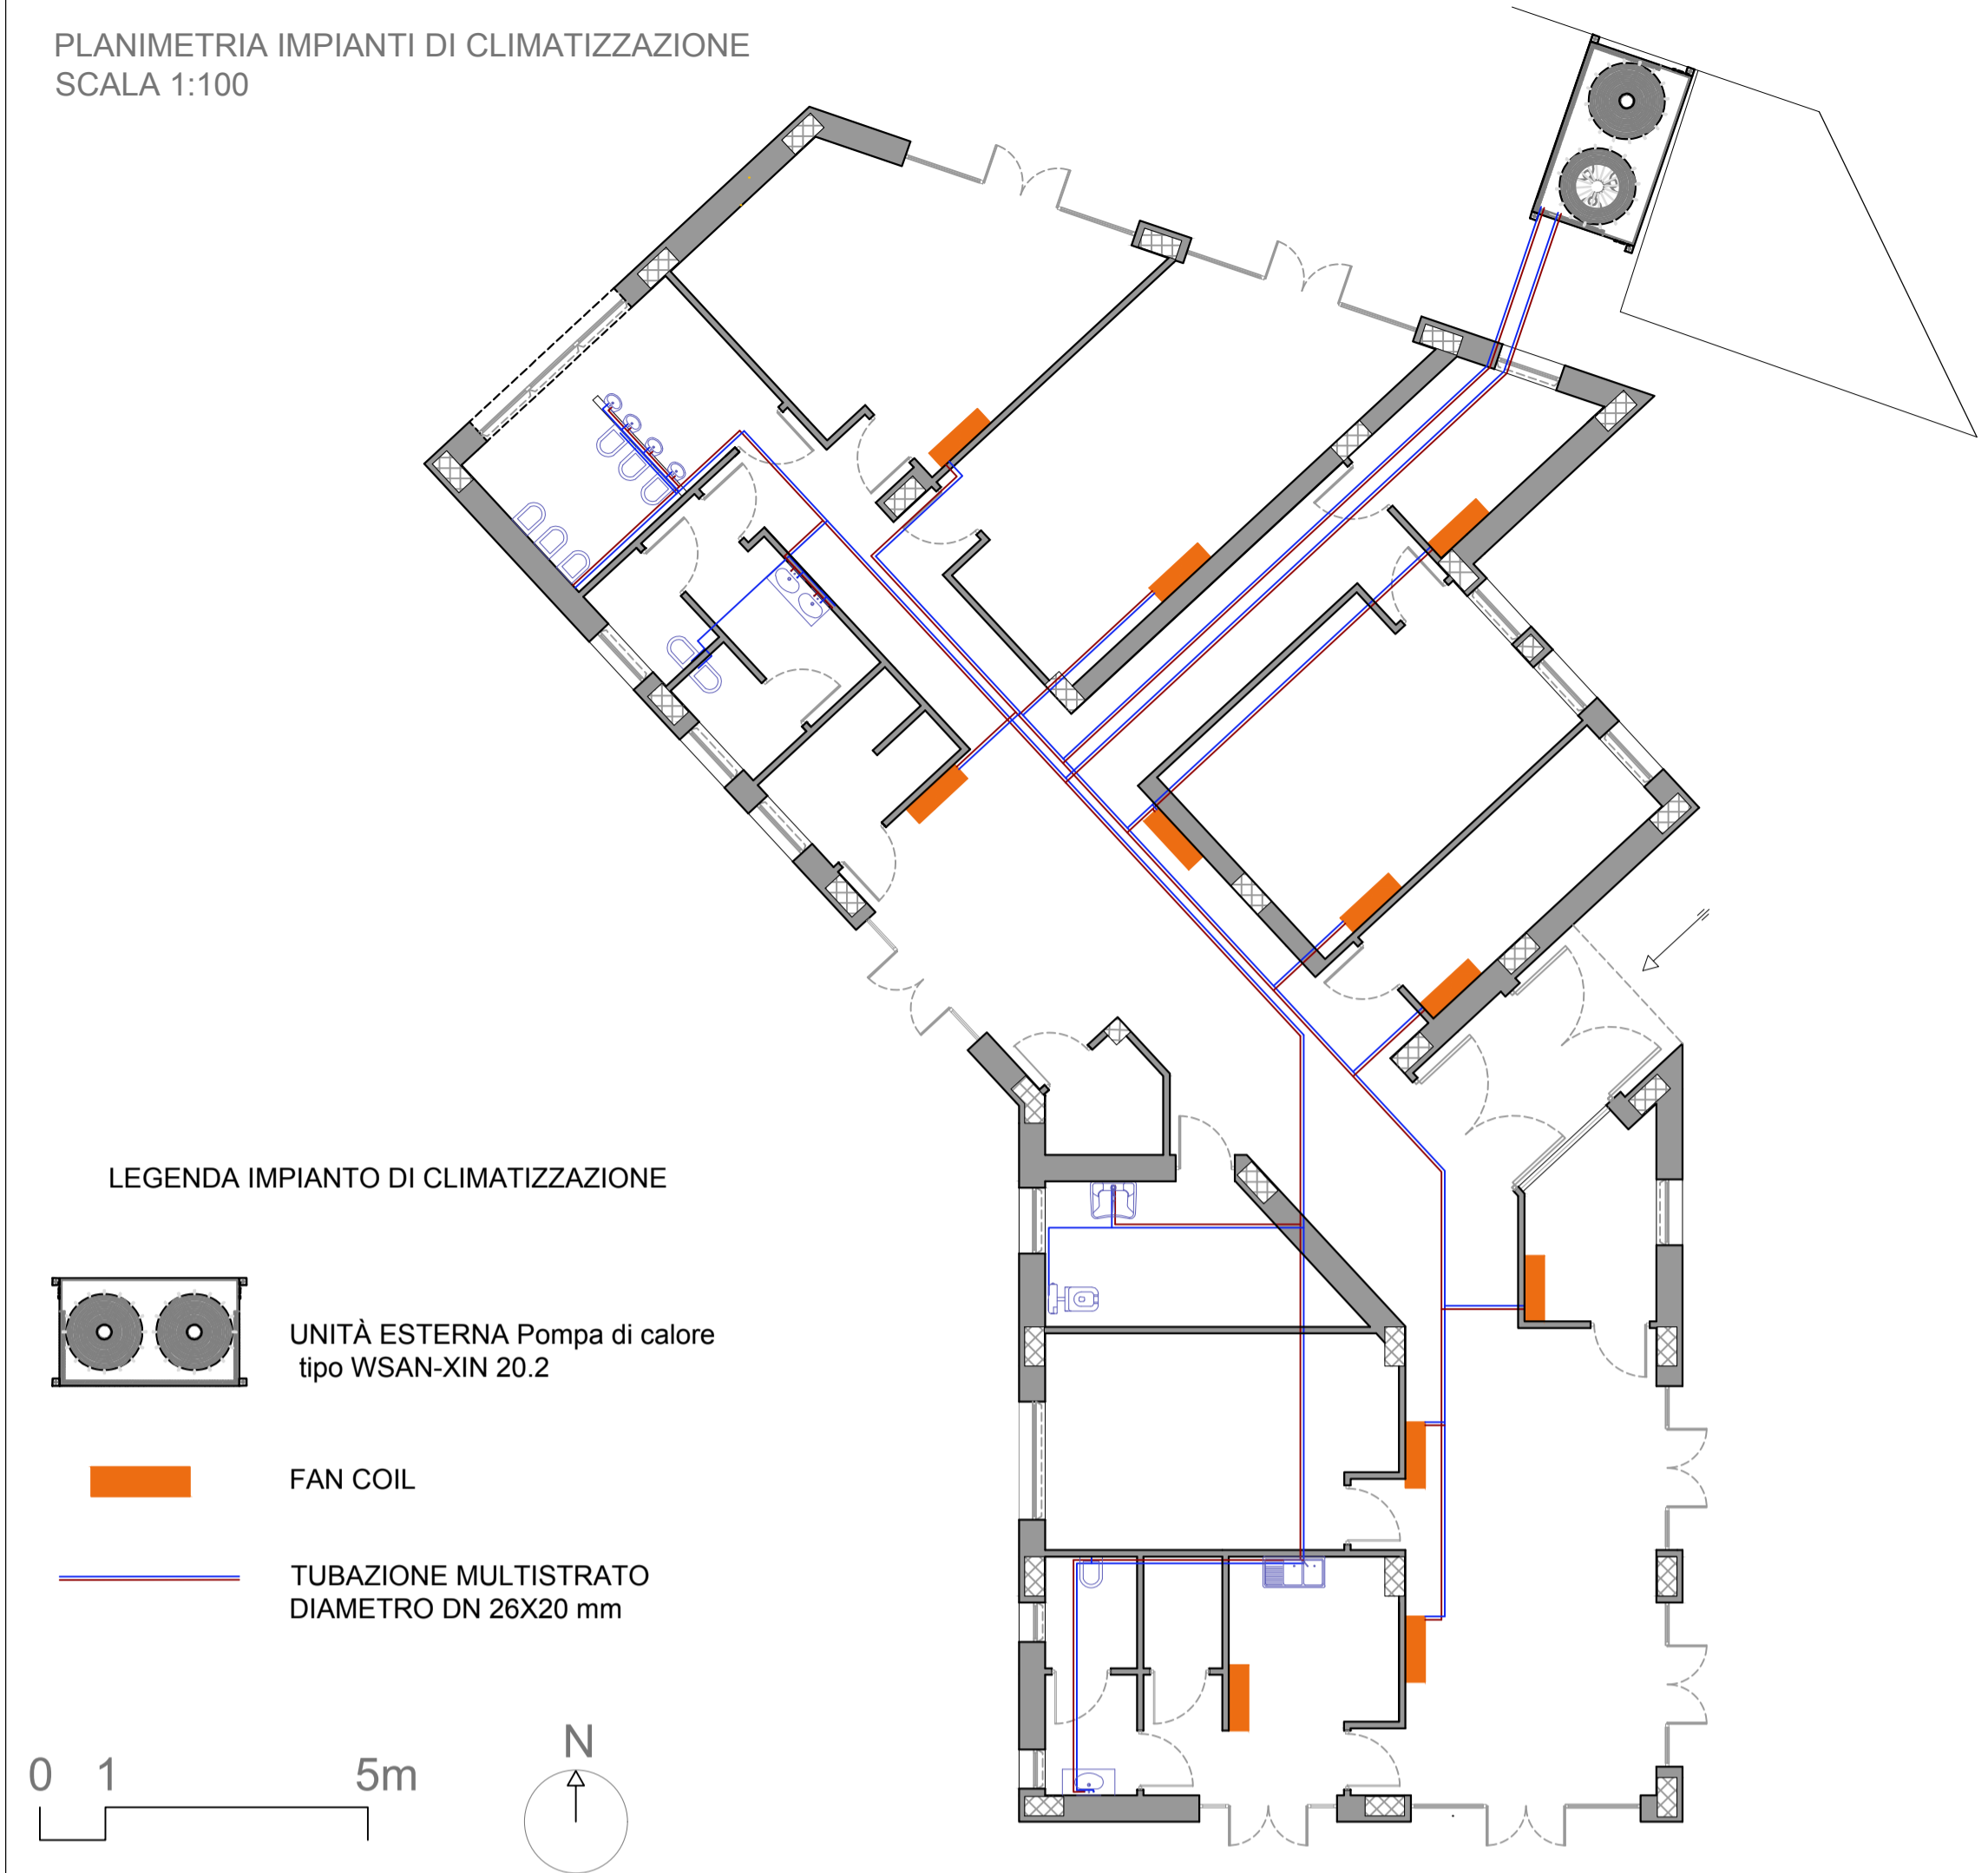 PLANIMETRIA IMPIANTI DI CLIMATIZZAZIONE
SCALA 1:100
LEGENDA IMPIANTO DI CLIMATIZZAZIONE
UNITÀ ESTERNA Pompa di calore
tipo WSAN-XIN 20.2
FAN COIL
TUBAZIONE MULTISTRATO
DIAMETRO DN 26X20 mm
0 1 5m
N